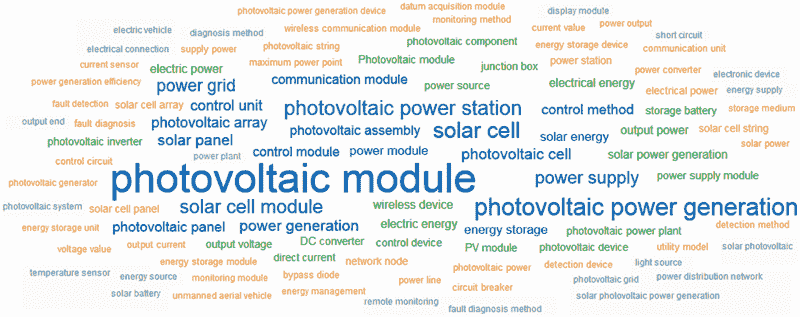 photovoltaic power generation device
datum acquisition module
display module
electric vehicle
diagnosis method
wireless communication module
monitoring method
current value
power output
short circuit
electrical connection
supply power
photovoltaic string
photovoltaic component
energy storage device
communication unit
current sensor
electric power
maximum power point
Photovoltaic module
junction box
power station
power converter
electronic device
power generation efficiency
power grid
communication module
power source
electrical energy
electrical power
energy supply
fault detection
solar cell array
control unit
photovoltaic power station
control method
storage battery
storage medium
output end
fault diagnosis
photovoltaic array
photovoltaic assembly
solar cell
solar energy
output power
solar cell string
photovoltaic inverter
solar panel
solar power
control circuit
power plant
control module
power module
photovoltaic cell
solar power generation
photovoltaic generator
photovoltaic module
power supply
power supply module
photovoltaic system
solar cell panel
solar cell module
wireless device
photovoltaic power generation
energy storage unit
photovoltaic panel
power generation
electric energy
energy storage
photovoltaic power plant
detection method
voltage value
output current
output voltage
DC converter
control device
PV module
photovoltaic device
utility model
solar photovoltaic
energy storage module
direct current
network node
photovoltaic power
detection device
light source
temperature sensor
energy source
monitoring module
bypass diode
power line
circuit breaker
photovoltaic grid
power distribution network
solar battery
unmanned aerial vehicle
energy management
remote monitoring
fault diagnosis method
solar photovoltaic power generation